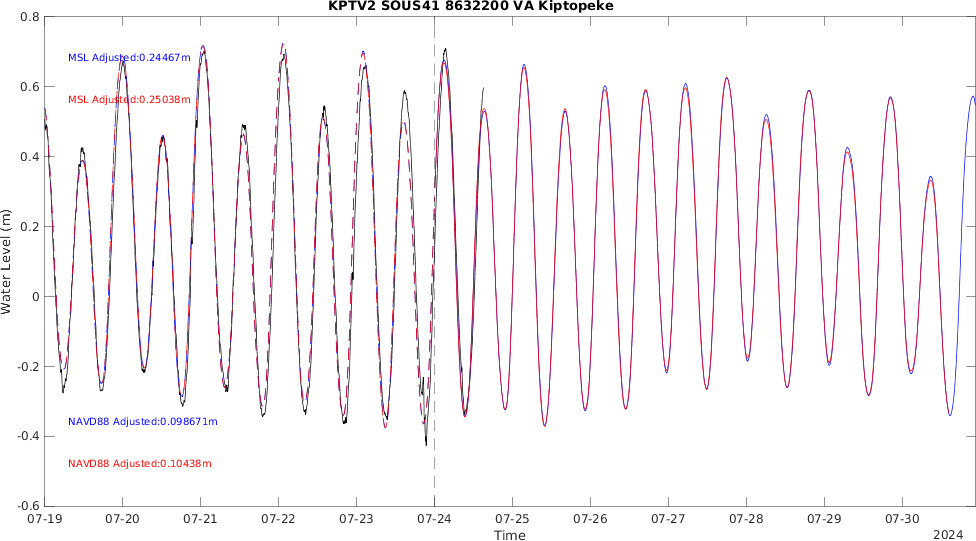 KPTV2 SOUS41 8632200 VA Kiptopeke
0.8
0.6
0.4
0.2
0
-0.2
-0.4
-0.6
Water Level (m)
MSL Adjusted:0.24467m
MSL Adjusted:0.25038m
NAVD88 Adjusted:0.098671m
NAVD88 Adjusted:0.10438m
07-19 07-20 07-21 07-22 07-23 07-24 07-25 07-26 07-27 07-28 07-29 07-30
Time
2024